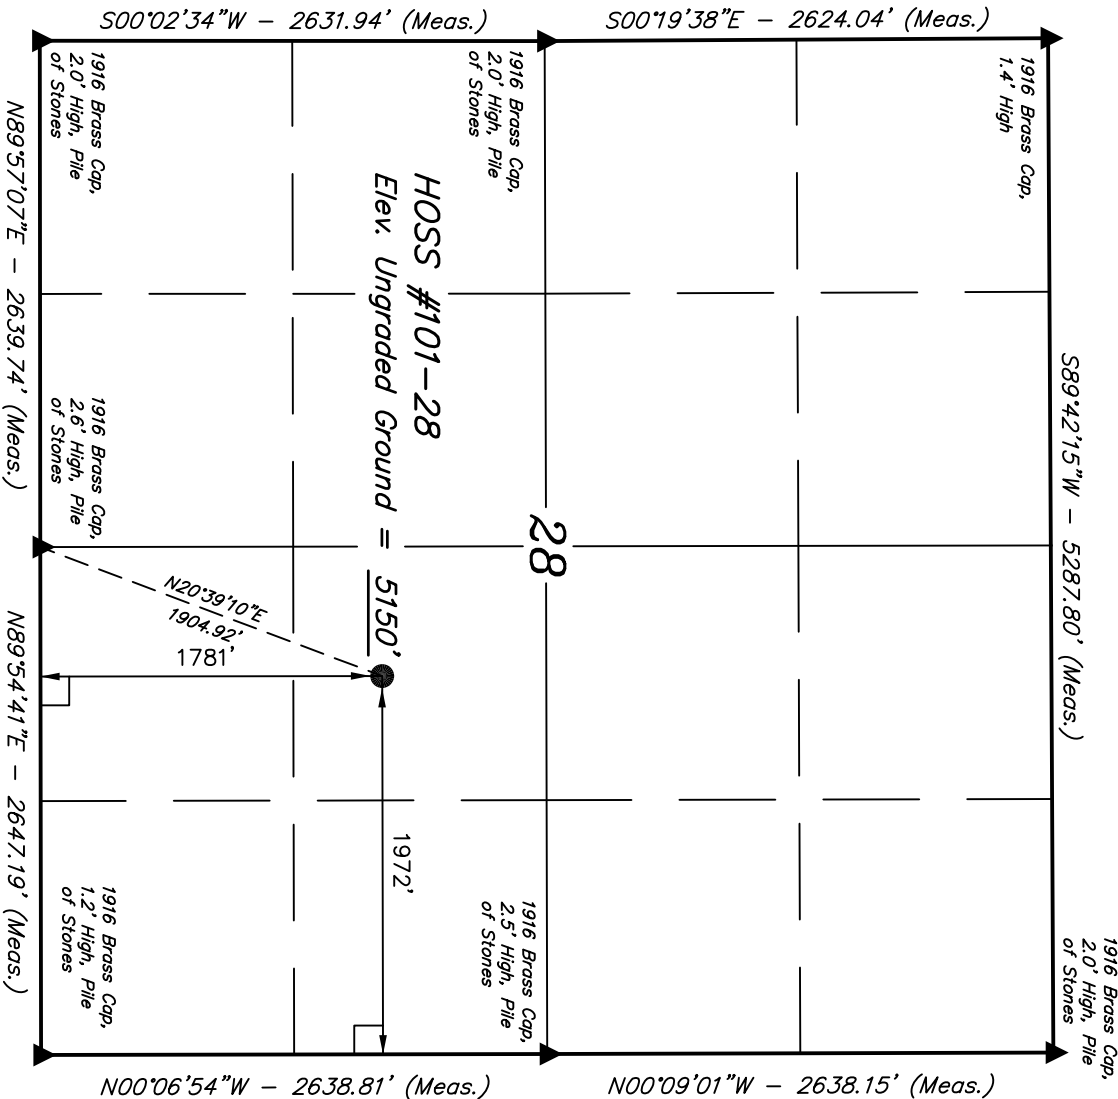 S89°42'15"W – 5287.80' (Meas.)
1916 Brass Cap,
1.4' High
1916 Brass Cap,
2.0' High, Pile
of Stones
S00°19'38"E – 2624.04' (Meas.)
N00°09'01"W – 2638.15' (Meas.)
1916 Brass Cap,
2.0' High, Pile
of Stones
28
1916 Brass Cap,
2.5' High, Pile
of Stones
HOSS #101–28
Elev. Ungraded Ground = 5150'
1972'
S00°02'34"W – 2631.94' (Meas.)
N20°39'10"E
1904.92'
1781'
N00°06'54"W – 2638.81' (Meas.)
1916 Brass Cap,
2.0' High, Pile
of Stones
1916 Brass Cap,
2.6' High, Pile
of Stones
1916 Brass Cap,
1.2' High, Pile
of Stones
N89°57'07"E – 2639.74' (Meas.)
N89°54'41"E – 2647.19' (Meas.)